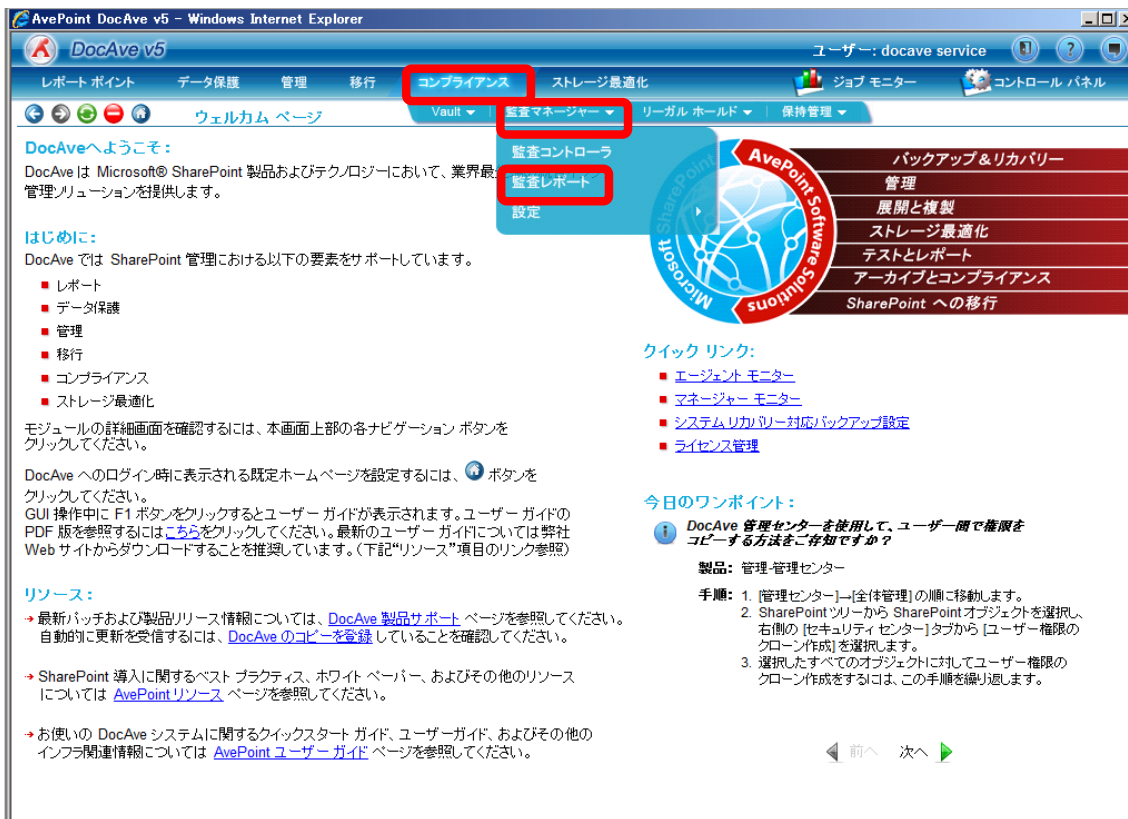 AvePoint DocAve v5 - Windows Internet Explorer
DocAve v5
ユーザー: docave service
レポート ポイント
データ保護
管理
移行
コンプライアンス
ストレージ最適化
ジョブ モニター
コントロール パネル
ウェルカム ページ
Vault
監査マネージャー
リーガル ホールド
保持管理
監査コントローラ
監査レポート
設定
DocAveへようこそ:
DocAve は Microsoft® SharePoint 製品およびテクノロジーにおいて、業界最
管理ソリューションを提供します。
はじめに:
DocAve では SharePoint 管理における以下の要素をサポートしています。
レポート
データ保護
管理
移行
コンプライアンス
ストレージ最適化
モジュールの詳細画面を確認するには、本画面上部の各ナビゲーション ボタンを
クリックしてください。
DocAve へのログイン時に表示される既定ホームページを設定するには、 ボタンを
クリックしてください。
GUI 操作中に F1 ボタンをクリックするとユーザー ガイドが表示されます。ユーザー ガイドの
PDF 版を参照するにはこちらをクリックしてください。最新のユーザー ガイドについては弊社
Web サイトからダウンロードすることを推奨しています。(下記“リソース”項目のリンク参照)
リソース:
最新パッチおよび製品リリース情報については、DocAve 製品サポート ページを参照してください。
自動的に更新を受信するには、DocAve のコピーを登録 していることを確認してください。
SharePoint 導入に関するベスト プラクティス、ホワイト ペーパー、およびその他のリソース
については AvePoint リソース ページを参照してください。
お使いの DocAve システムに関するクイックスタート ガイド、ユーザーガイド、およびその他の
インフラ関連情報については AvePoint ユーザー ガイド ページを参照してください。
Microsoft SharePoint
AvePoint Software Solutions
バックアップ&リカバリー
管理
展開と複製
ストレージ最適化
テストとレポート
アーカイブとコンプライアンス
SharePoint への移行
クイック リンク:
エージェント モニター
マネージャー モニター
システム リカバリー対応バックアップ設定
ライセンス管理
今日のワンポイント:
DocAve 管理センターを使用して、ユーザー間で権限を
コピーする方法をご存知ですか?
製品: 管理-管理センター
手順: 1. [管理センター]→[全体管理] の順に移動します。
2. SharePoint ツリーから SharePoint オブジェクトを選択し、
右側の [セキュリティ センター] タブから [ユーザー権限の
クローン作成] を選択します。
3. 選択したすべてのオブジェクトに対してユーザー権限の
クローン作成をするには、この手順を繰り返します。
前へ 次へ